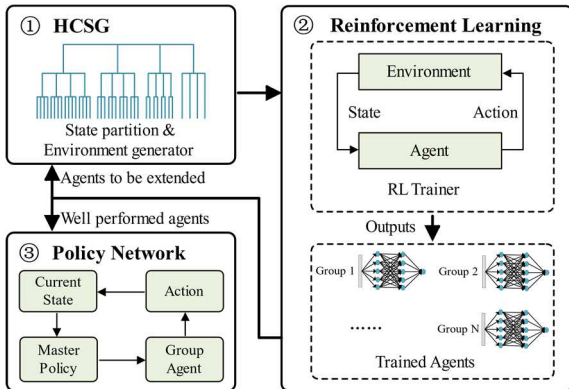 ① HCSG
State partition &
Environment generator
Agents to be extended
Well performed agents
③ Policy Network
Current
State
Action
Master
Policy
Group
Agent
② Reinforcement Learning
Environment
State
Action
Agent
RL Trainer
Outputs
Group 1
Group 2
......
Group N
Trained Agents